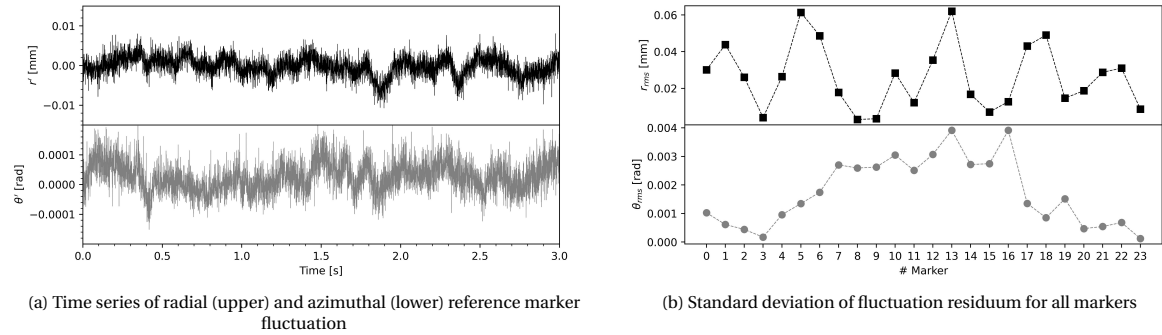 0.01
0.00
−0.01
r' [mm]
0.0001
0.0000
−0.0001
θ' [rad]
0.0 0.5 1.0 1.5 2.0 2.5 3.0
Time [s]
(a) Time series of radial (upper) and azimuthal (lower) reference marker
fluctuation
0.06
0.04
0.02
r_rms [mm]
0.004
0.003
0.002
0.001
0.000
θ_rms [rad]
0 1 2 3 4 5 6 7 8 9 10 11 12 13 14 15 16 17 18 19 20 21 22 23
# Marker
(b) Standard deviation of fluctuation residuum for all markers